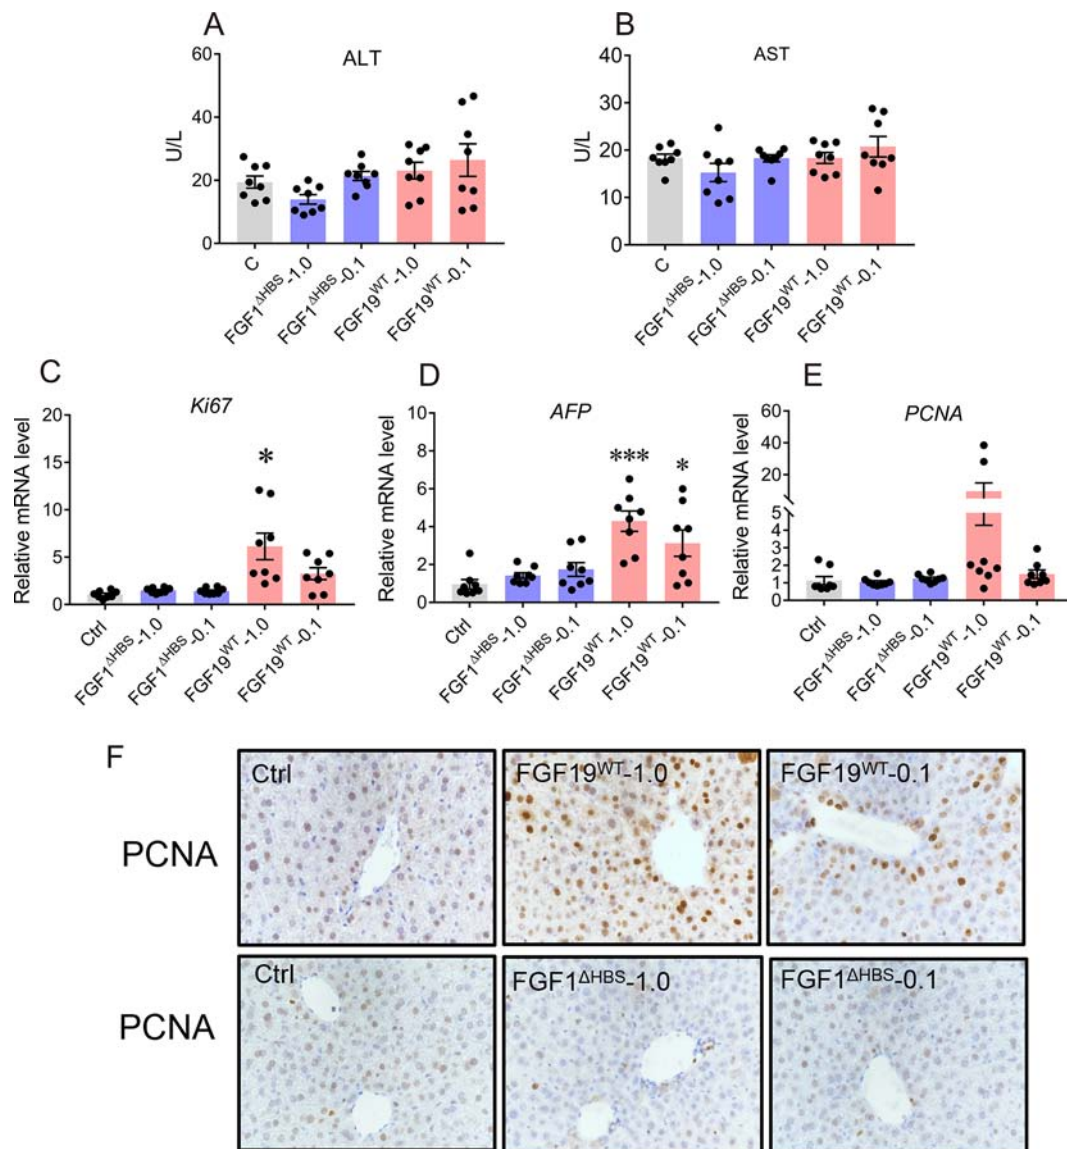 A
ALT
U/L
60
40
20
0
C
FGF1ΔHBS-1.0
FGF1ΔHBS-0.1
FGF19WT-1.0
FGF19WT-0.1
B
AST
U/L
40
30
20
10
0
C
FGF1ΔHBS-1.0
FGF1ΔHBS-0.1
FGF19WT-1.0
FGF19WT-0.1
C
Ki67
Relative mRNA level
20
15
10
5
0
*
Ctrl
FGF1ΔHBS-1.0
FGF1ΔHBS-0.1
FGF19WT-1.0
FGF19WT-0.1
D
AFP
Relative mRNA level
10
8
6
4
2
0
***
*
Ctrl
FGF1ΔHBS-1.0
FGF1ΔHBS-0.1
FGF19WT-1.0
FGF19WT-0.1
E
PCNA
Relative mRNA level
60
40
20
5
4
3
2
1
0
Ctrl
FGF1ΔHBS-1.0
FGF1ΔHBS-0.1
FGF19WT-1.0
FGF19WT-0.1
F
PCNA
Ctrl
FGF19WT-1.0
FGF19WT-0.1
PCNA
Ctrl
FGF1ΔHBS-1.0
FGF1ΔHBS-0.1